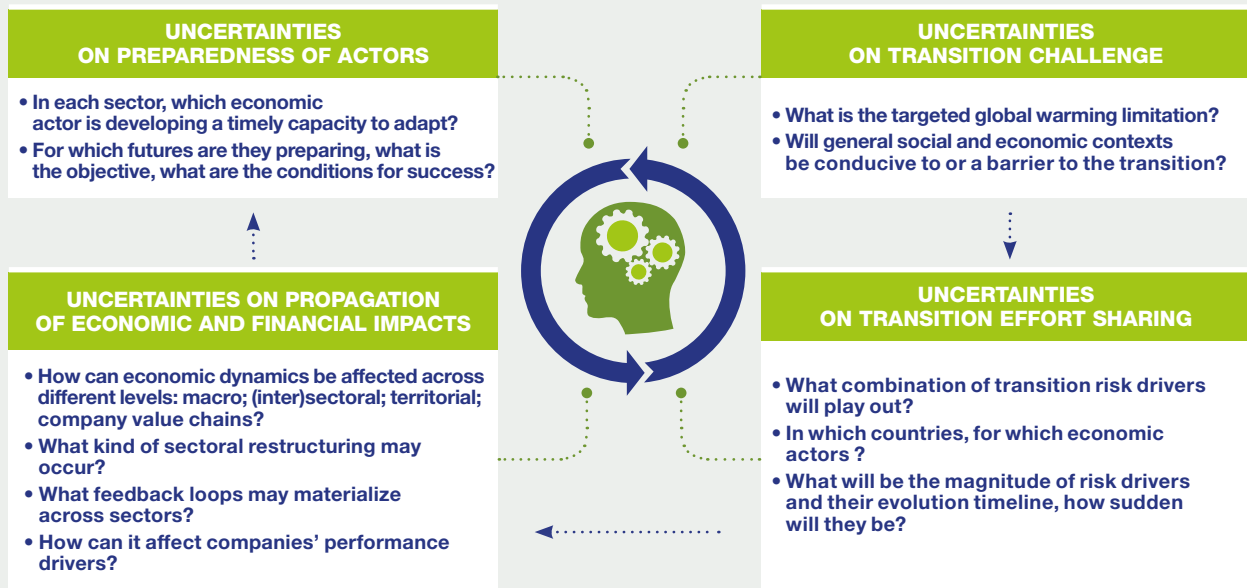 UNCERTAINTIES
ON PREPAREDNESS OF ACTORS
• In each sector, which economic
actor is developing a timely capacity to adapt?
• For which futures are they preparing, what is
the objective, what are the conditions for success?
UNCERTAINTIES
ON TRANSITION CHALLENGE
• What is the targeted global warming limitation?
• Will general social and economic contexts
be conducive to or a barrier to the transition?
UNCERTAINTIES ON PROPAGATION
OF ECONOMIC AND FINANCIAL IMPACTS
• How can economic dynamics be affected across
different levels: macro; (inter)sectoral; territorial;
company value chains?
• What kind of sectoral restructuring may
occur?
• What feedback loops may materialize
across sectors?
• How can it affect companies’ performance
drivers?
UNCERTAINTIES
ON TRANSITION EFFORT SHARING
• What combination of transition risk drivers
will play out?
• In which countries, for which economic
actors ?
• What will be the magnitude of risk drivers
and their evolution timeline, how sudden
will they be?